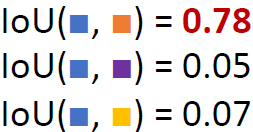 IoU(■, ■) = 0.78
IoU(■, ■) = 0.05
IoU(■, ■) = 0.07